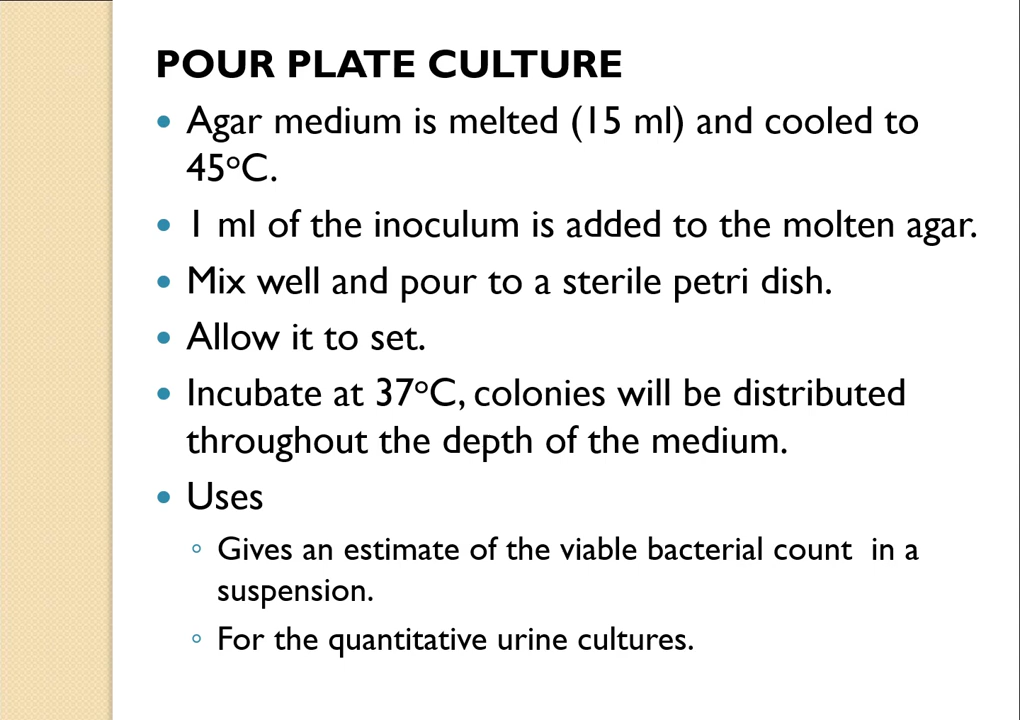 POUR PLATE CULTURE
• Agar medium is melted (15 ml) and cooled to
45°C.
• 1 ml of the inoculum is added to the molten agar.
• Mix well and pour to a sterile petri dish.
• Allow it to set.
• Incubate at 37°C, colonies will be distributed
throughout the depth of the medium.
• Uses
◦ Gives an estimate of the viable bacterial count in a
suspension.
◦ For the quantitative urine cultures.